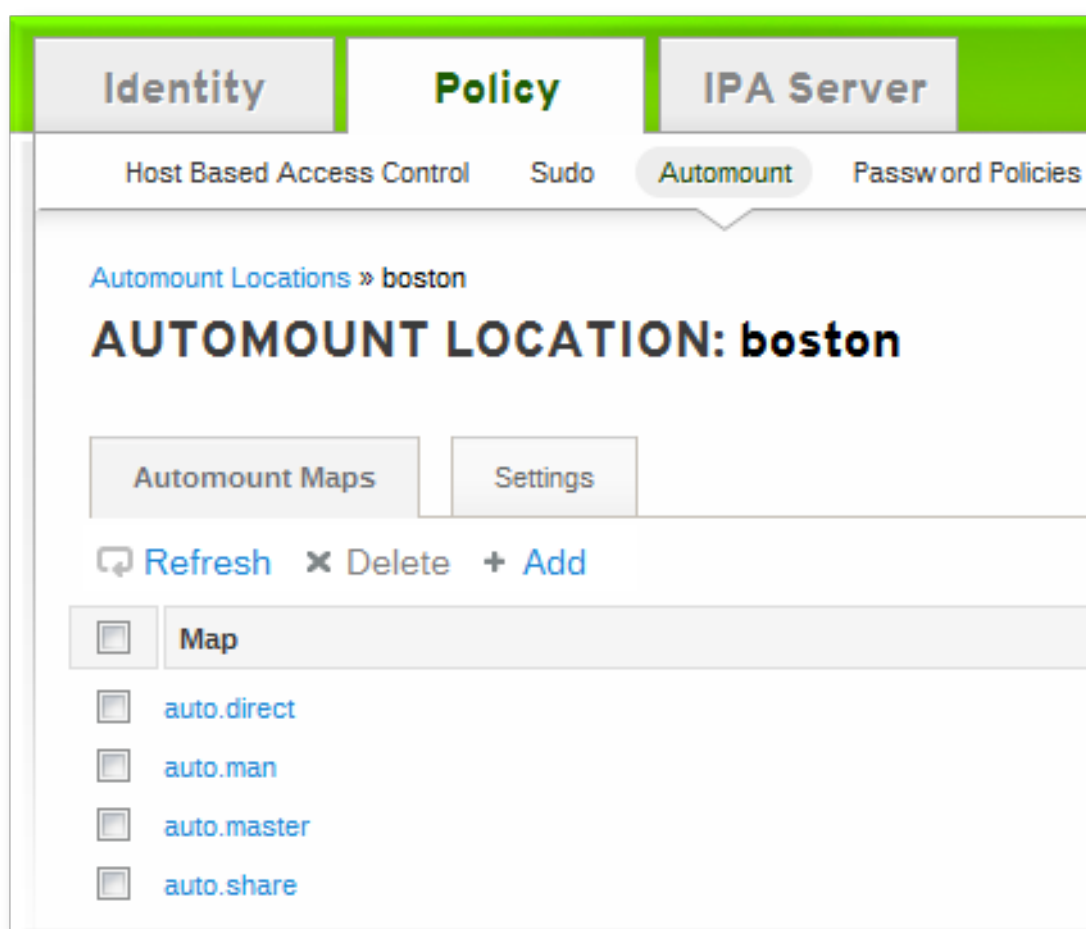 Identity Policy IPA Server
Host Based Access Control Sudo Automount Password Policies
Automount Locations » boston
AUTOMOUNT LOCATION: boston
Automount Maps Settings
Refresh Delete + Add
Map
auto.direct
auto.man
auto.master
auto.share